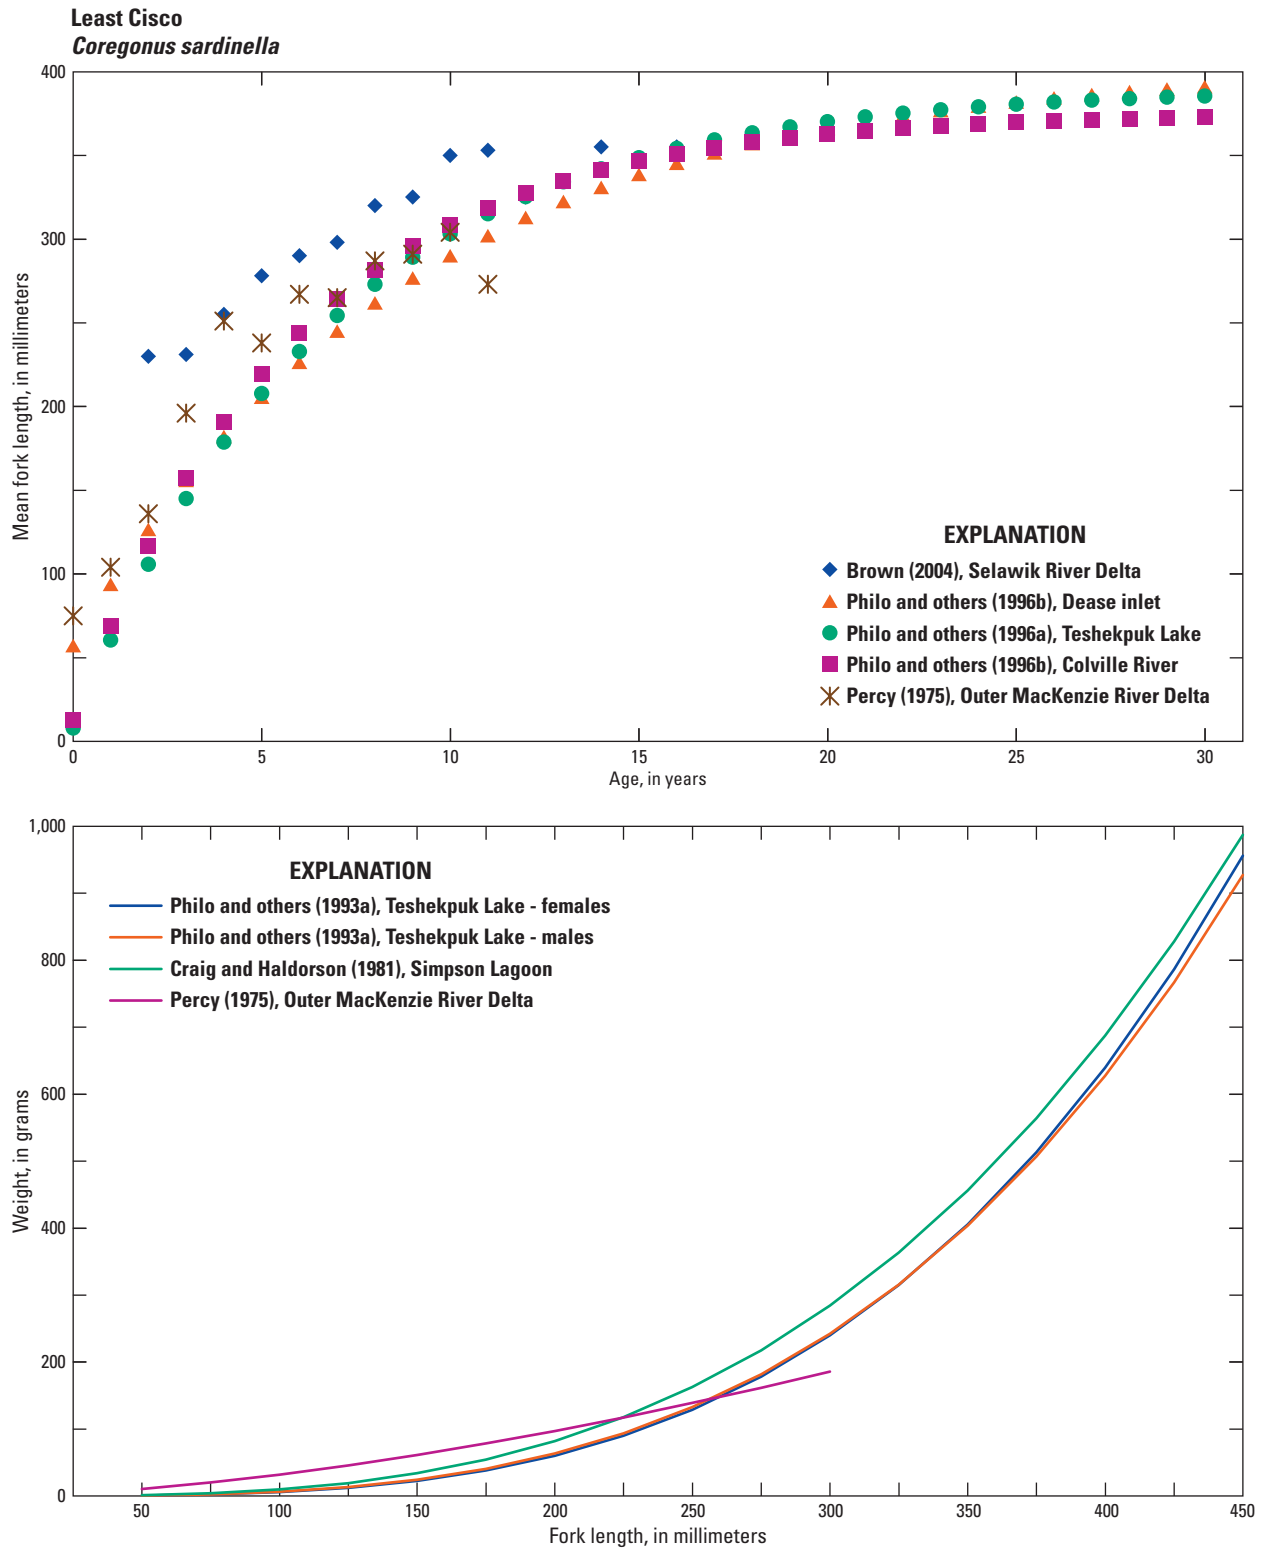 Least Cisco
Coregonus sardinella
400
300
200
100
0
Mean fork length, in millimeters
EXPLANATION
Brown (2004), Selawik River Delta
Philo and others (1996b), Dease inlet
Philo and others (1996a), Teshekpuk Lake
Philo and others (1996b), Colville River
Percy (1975), Outer MacKenzie River Delta
0 5 10 15 20 25 30
Age, in years
1,000
800
600
400
200
0
Weight, in grams
EXPLANATION
Philo and others (1993a), Teshekpuk Lake - females
Philo and others (1993a), Teshekpuk Lake - males
Craig and Haldorson (1981), Simpson Lagoon
Percy (1975), Outer MacKenzie River Delta
50 100 150 200 250 300 350 400 450
Fork length, in millimeters